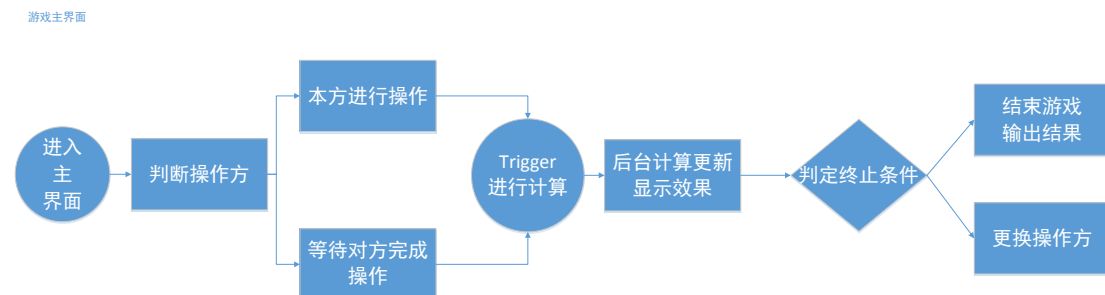 游戏主界面
进入
主
界面
判断操作方
本方进行操作
等待对方完成
操作
Trigger
进行计算
后台计算更新
显示效果
判定终止条件
结束游戏
输出结果
更换操作方